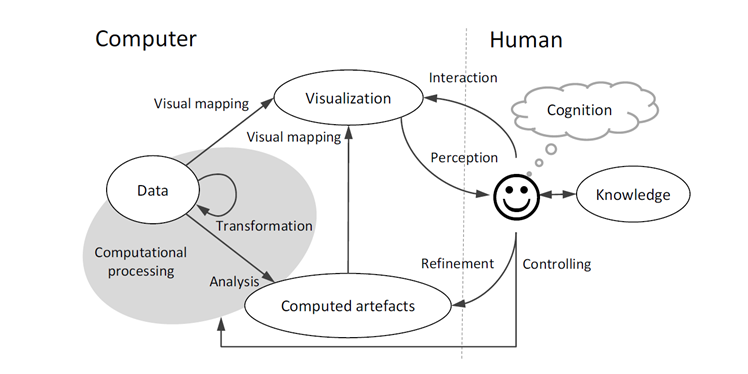 Computer
Human
Interaction
Visualization
Visual mapping
Cognition
Visual mapping
Perception
Data
Knowledge
Transformation
Computational
processing
Refinement
Controlling
Analysis
Computed artefacts